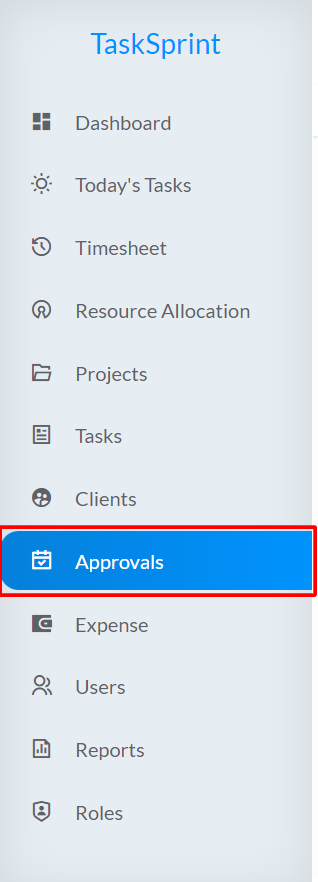 TaskSprint
Dashboard
Today's Tasks
Timesheet
Resource Allocation
Projects
Tasks
Clients
Approvals
Expense
Users
Reports
Roles